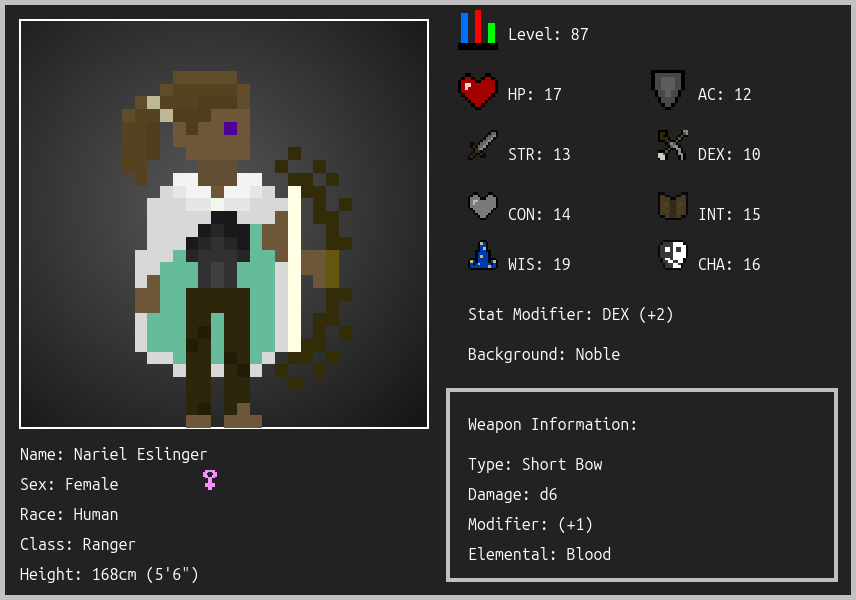 Level: 87
HP: 17
AC: 12
STR: 13
DEX: 10
CON: 14
INT: 15
WIS: 19
CHA: 16
Stat Modifier: DEX (+2)
Background: Noble
Weapon Information:
Type: Short Bow
Damage: d6
Modifier: (+1)
Elemental: Blood
Name: Nariel Eslinger
Sex: Female
Race: Human
Class: Ranger
Height: 168cm (5'6")